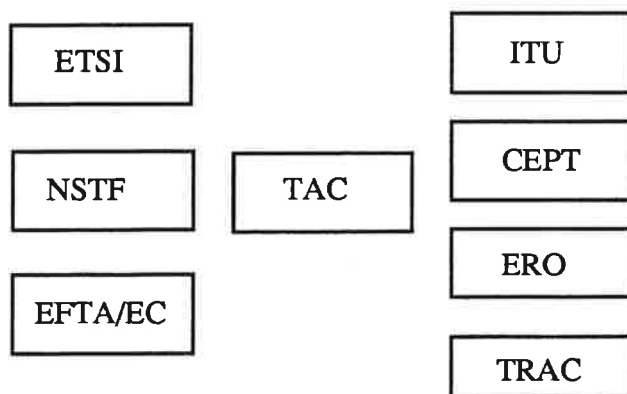 ETSI
NSTF
EFTA/EC
TAC
ITU
CEPT
ERO
TRAC